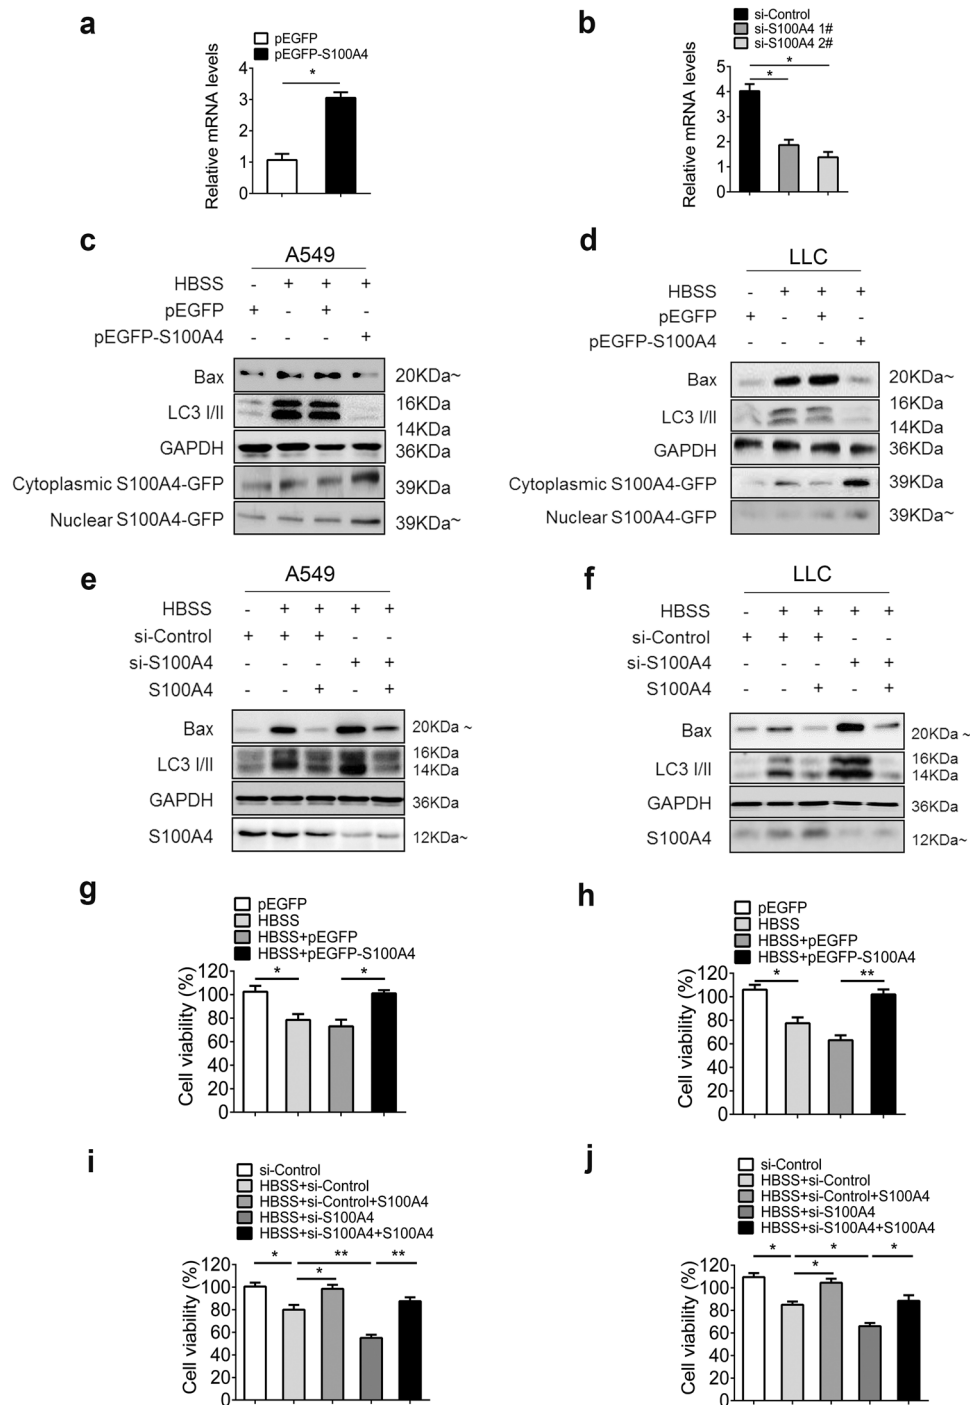 a
pEGFP
pEGFP-S100A4
Relative mRNA levels
4
3
2
1
0
*
b
si-Control
si-S100A4 1#
si-S100A4 2#
Relative mRNA levels
5
4
3
2
1
0
*
*
c
A549
HBSS - + + +
pEGFP + - + -
pEGFP-S100A4 - - - +
Bax 20KDa~
LC3 I/II 16KDa
14KDa
GAPDH 36KDa
Cytoplasmic S100A4-GFP 39KDa
Nuclear S100A4-GFP 39KDa~
d
LLC
HBSS - + + +
pEGFP + - + -
pEGFP-S100A4 - - - +
Bax 20KDa~
LC3 I/II 16KDa
14KDa
GAPDH 36KDa
Cytoplasmic S100A4-GFP 39KDa
Nuclear S100A4-GFP 39KDa~
e
A549
HBSS - + + + +
si-Control + + + - -
si-S100A4 - - - + +
S100A4 - - + - +
Bax 20KDa ~
LC3 I/II 16KDa
14KDa
GAPDH 36KDa
S100A4 12KDa~
f
LLC
HBSS - + + + +
si-Control + + + - -
si-S100A4 - - - + +
S100A4 - - + - +
Bax 20KDa ~
LC3 I/II 16KDa
14KDa
GAPDH 36KDa
S100A4 12KDa~
g
pEGFP
HBSS
HBSS+pEGFP
HBSS+pEGFP-S100A4
Cell viability (%)
120
100
80
60
40
20
0
*
*
h
pEGFP
HBSS
HBSS+pEGFP
HBSS+pEGFP-S100A4
Cell viability (%)
120
100
80
60
40
20
0
*
**
i
si-Control
HBSS+si-Control
HBSS+si-Control+S100A4
HBSS+si-S100A4
HBSS+si-S100A4+S100A4
Cell viability (%)
120
100
80
60
40
20
0
*
**
**
*
j
si-Control
HBSS+si-Control
HBSS+si-Control+S100A4
HBSS+si-S100A4
HBSS+si-S100A4+S100A4
Cell viability (%)
120
100
80
60
40
20
0
*
*
*
*